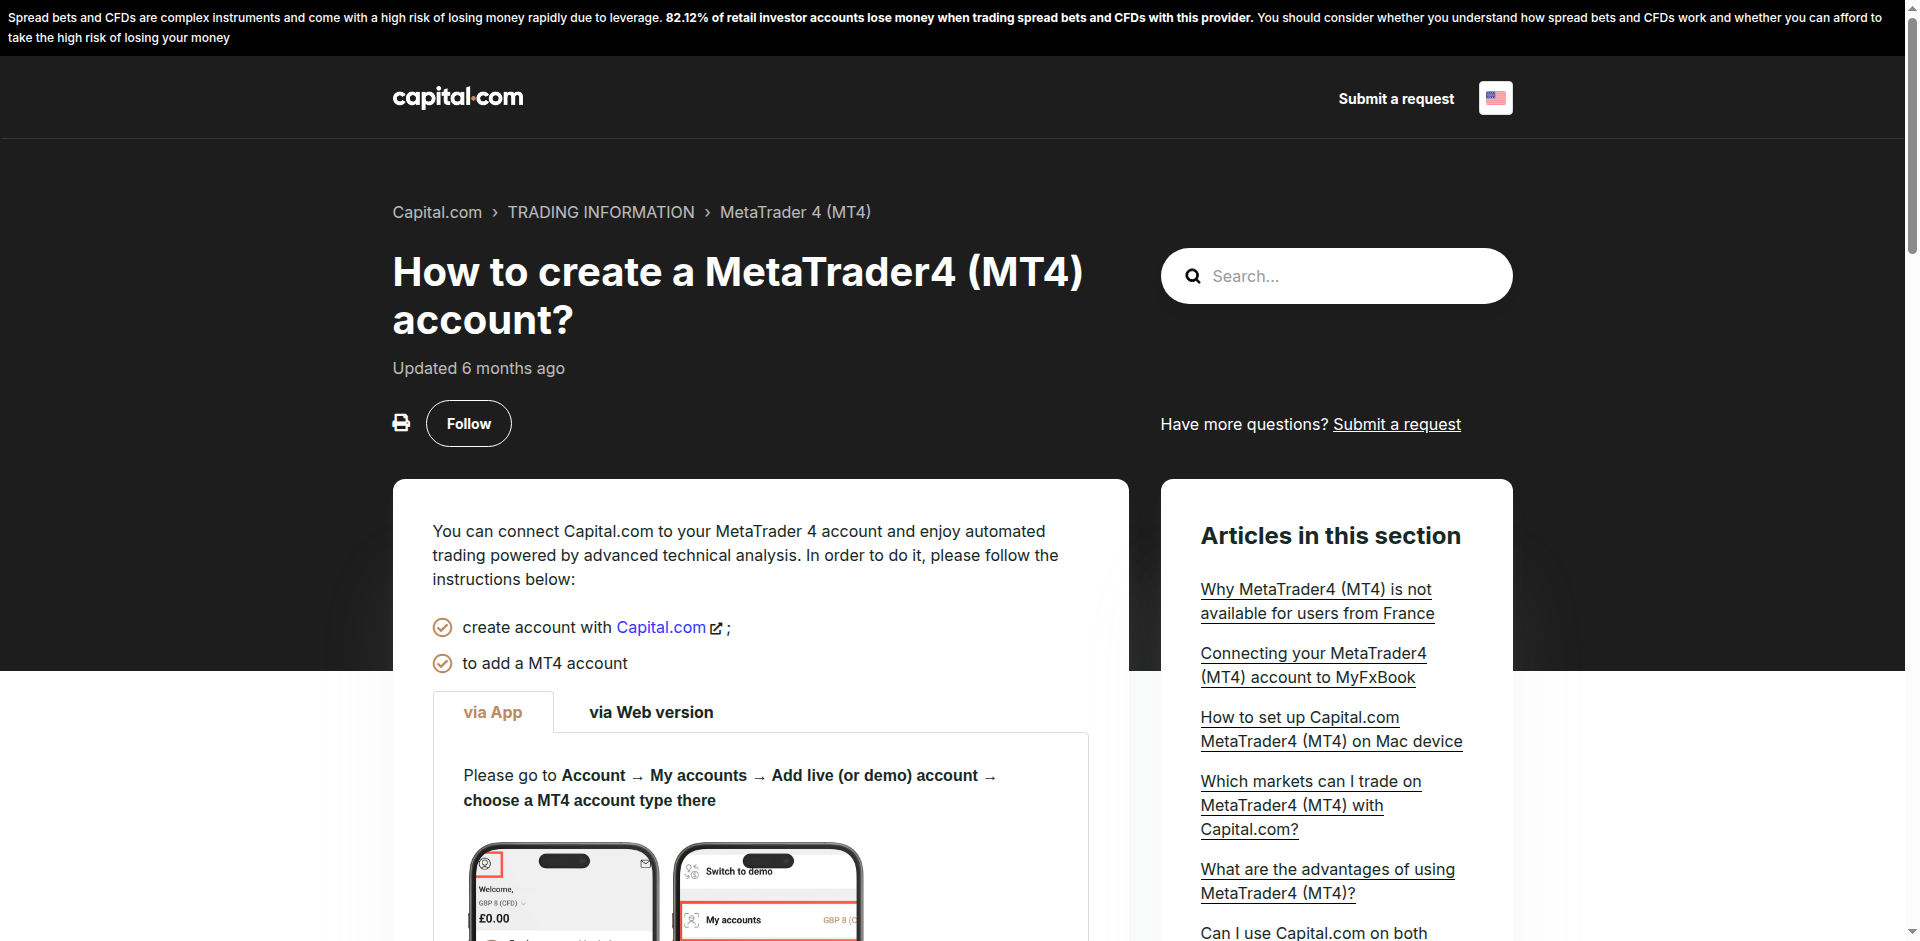 Spread bets and CFDs are complex instruments and come with a high risk of losing money rapidly due to leverage. 82.12% of retail investor accounts lose money when trading spread bets and CFDs with this provider. You should consider whether you understand how spread bets and CFDs work and whether you can afford to
take the high risk of losing your money
capital.com
Submit a request
Capital.com › TRADING INFORMATION › MetaTrader 4 (MT4)
How to create a MetaTrader4 (MT4)
account?
Search...
Updated 6 months ago
Follow
Have more questions? Submit a request
You can connect Capital.com to your MetaTrader 4 account and enjoy automated
trading powered by advanced technical analysis. In order to do it, please follow the
instructions below:
create account with Capital.com ;
to add a MT4 account
via App
via Web version
Please go to Account → My accounts → Add live (or demo) account →
choose a MT4 account type there
Welcome,
GBP 8 (CFD)
£0.00
Switch to demo
My accounts
GBP 8 (C
Articles in this section
Why MetaTrader4 (MT4) is not
available for users from France
Connecting your MetaTrader4
(MT4) account to MyFxBook
How to set up Capital.com
MetaTrader4 (MT4) on Mac device
Which markets can I trade on
MetaTrader4 (MT4) with
Capital.com?
What are the advantages of using
MetaTrader4 (MT4)?
Can I use Capital.com on both